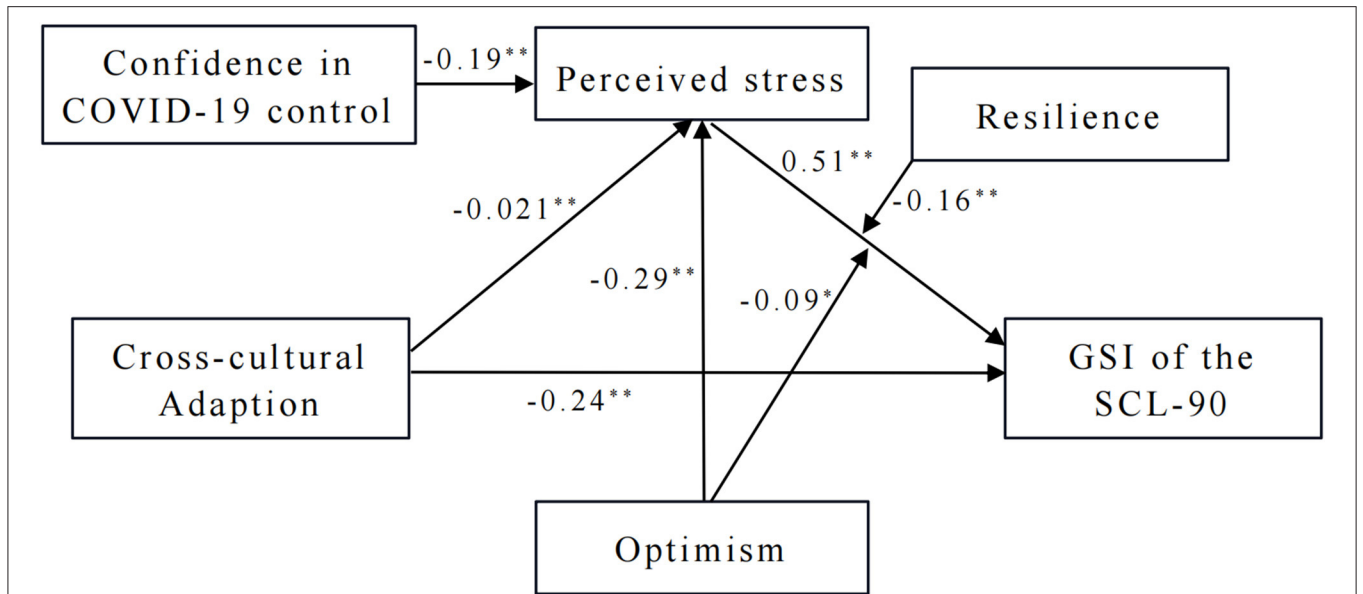 Confidence in
COVID-19 control
-0.19**
Perceived stress
Resilience
0.51**
-0.16**
-0.021**
-0.29**
-0.09*
Cross-cultural
Adaption
-0.24**
GSI of the
SCL-90
Optimism